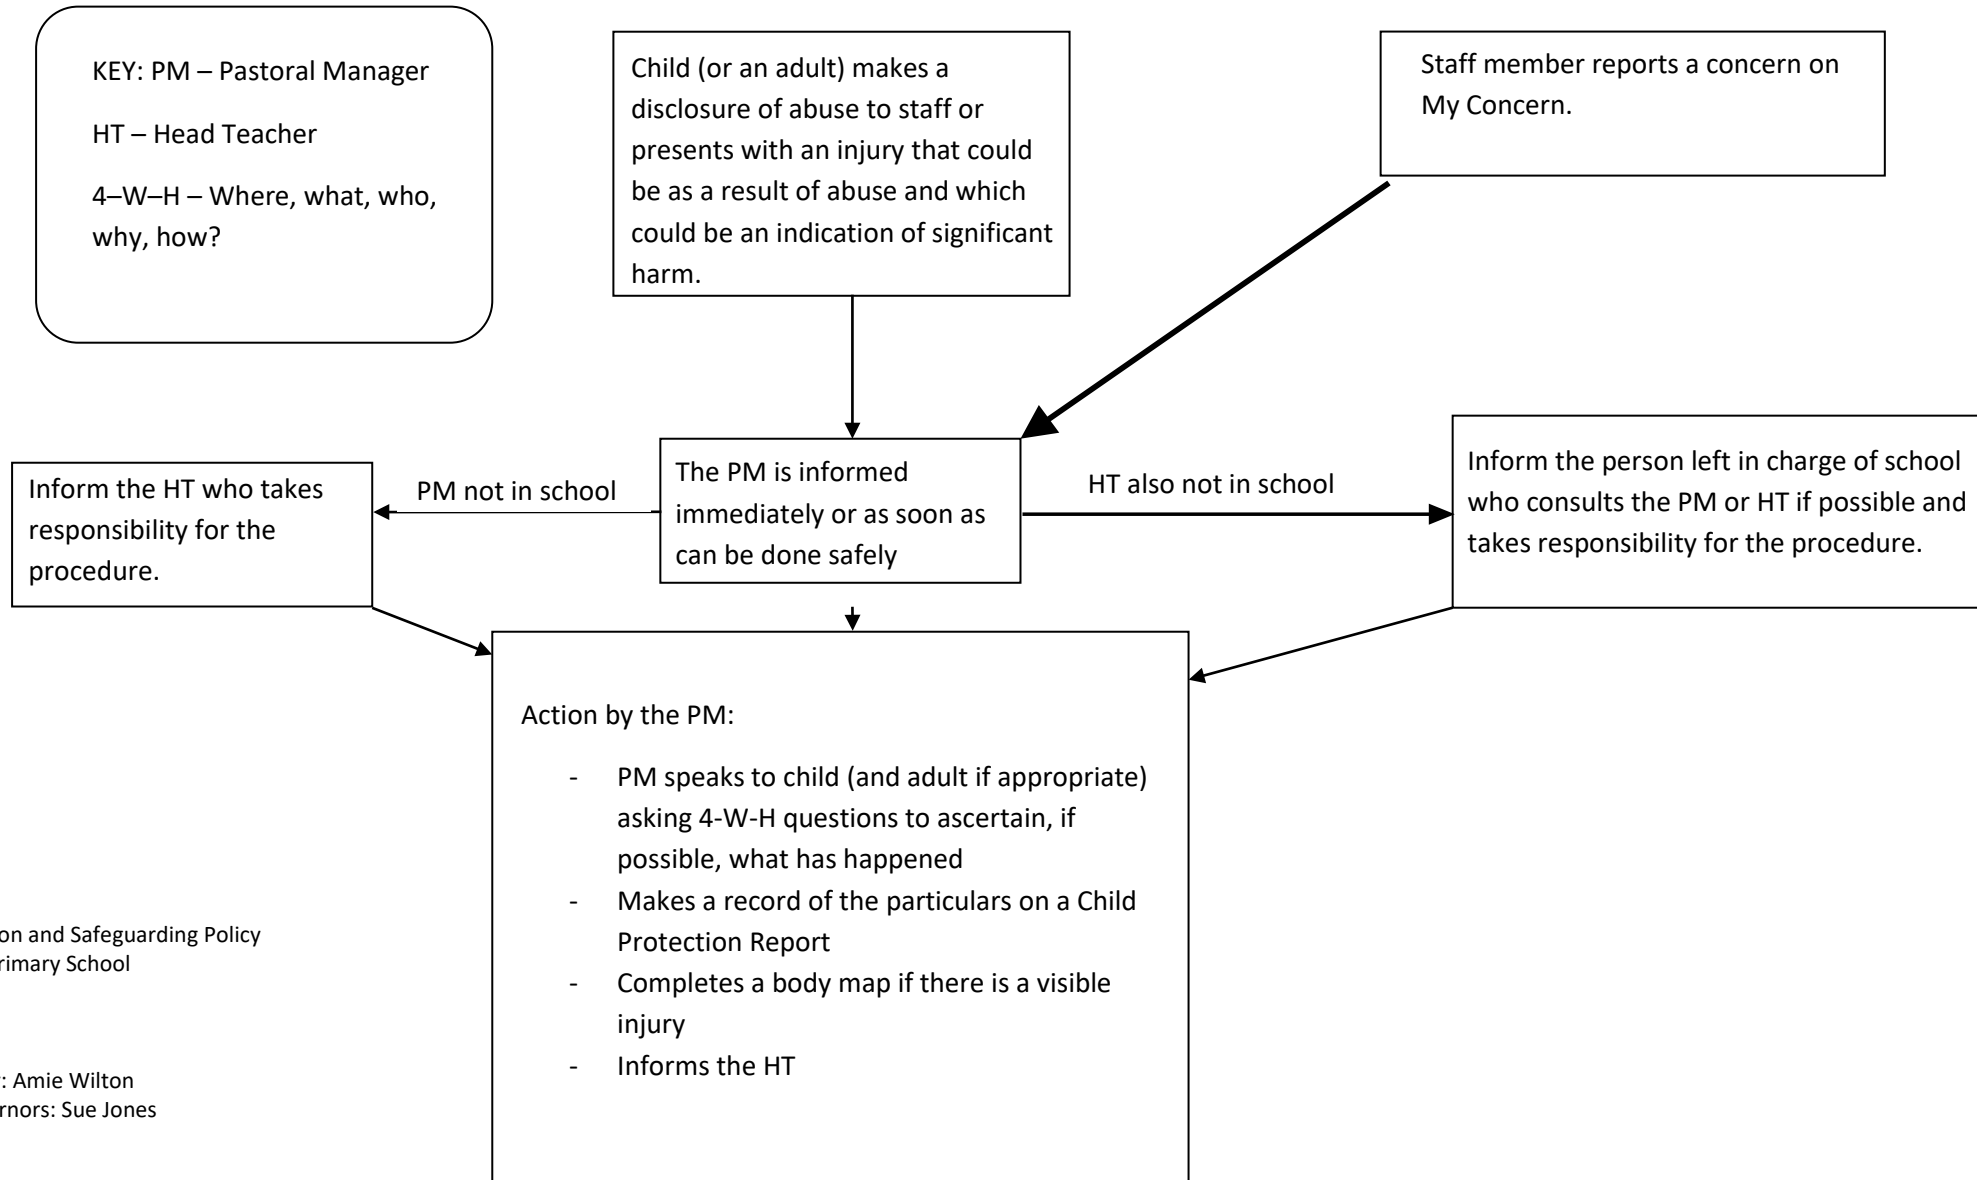 KEY: PM – Pastoral Manager
HT – Head Teacher
4–W–H – Where, what, who,
why, how?
Child (or an adult) makes a
disclosure of abuse to staff or
presents with an injury that could
be as a result of abuse and which
could be an indication of significant
harm.
Staff member reports a concern on
My Concern.
Inform the HT who takes
responsibility for the
procedure.
PM not in school
The PM is informed
immediately or as soon as
can be done safely
HT also not in school
Inform the person left in charge of school
who consults the PM or HT if possible and
takes responsibility for the procedure.
Action by the PM:
- PM speaks to child (and adult if appropriate)
asking 4-W-H questions to ascertain, if
possible, what has happened
- Makes a record of the particulars on a Child
Protection Report
- Completes a body map if there is a visible
injury
- Informs the HT
on and Safeguarding Policy
rimary School
: Amie Wilton
rnors: Sue Jones